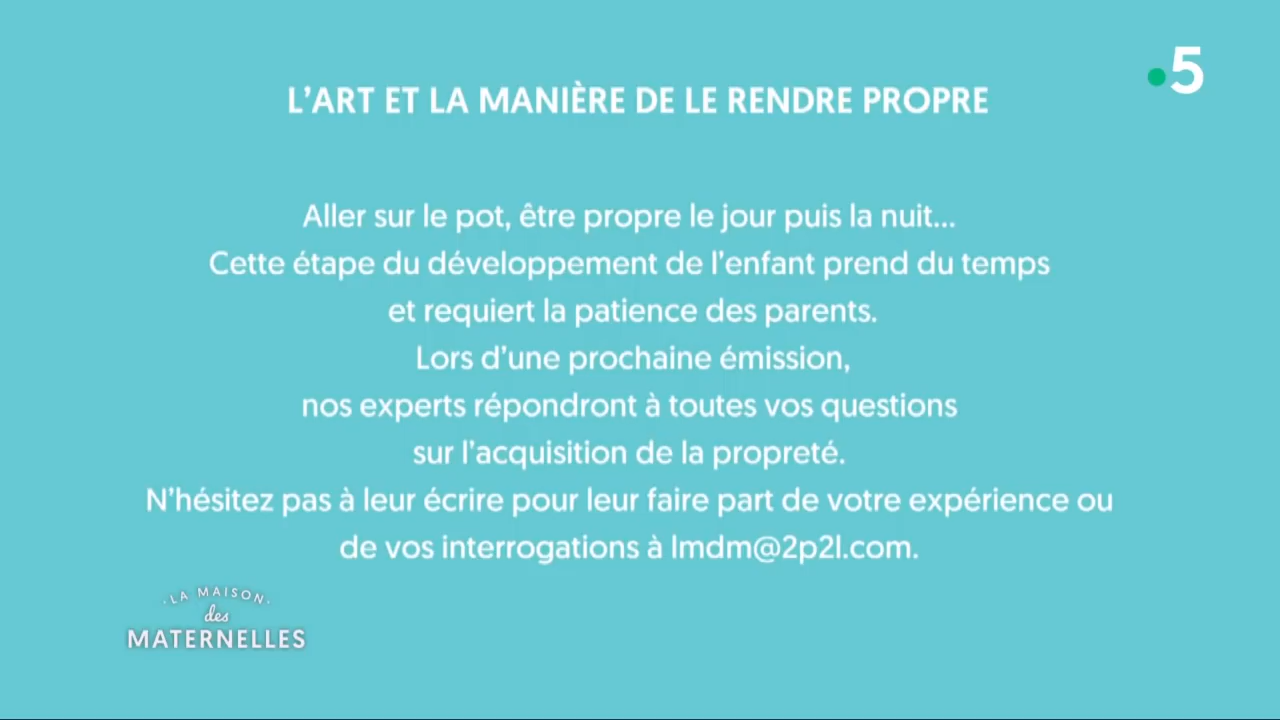 L'ART ET LA MANIÈRE DE LE RENDRE PROPRE
5
Aller sur le pot, être propre le jour puis la nuit...
Cette étape du développement de l'enfant prend du temps
et requiert la patience des parents.
Lors d'une prochaine émission,
nos experts répondront à toutes vos questions
sur l'acquisition de la propreté.
N'hésitez pas à leur écrire pour leur faire part de votre expérience ou
de vos interrogations à lmdm@2p2l.com.
·LA MAISON·
des
MATERNELLES